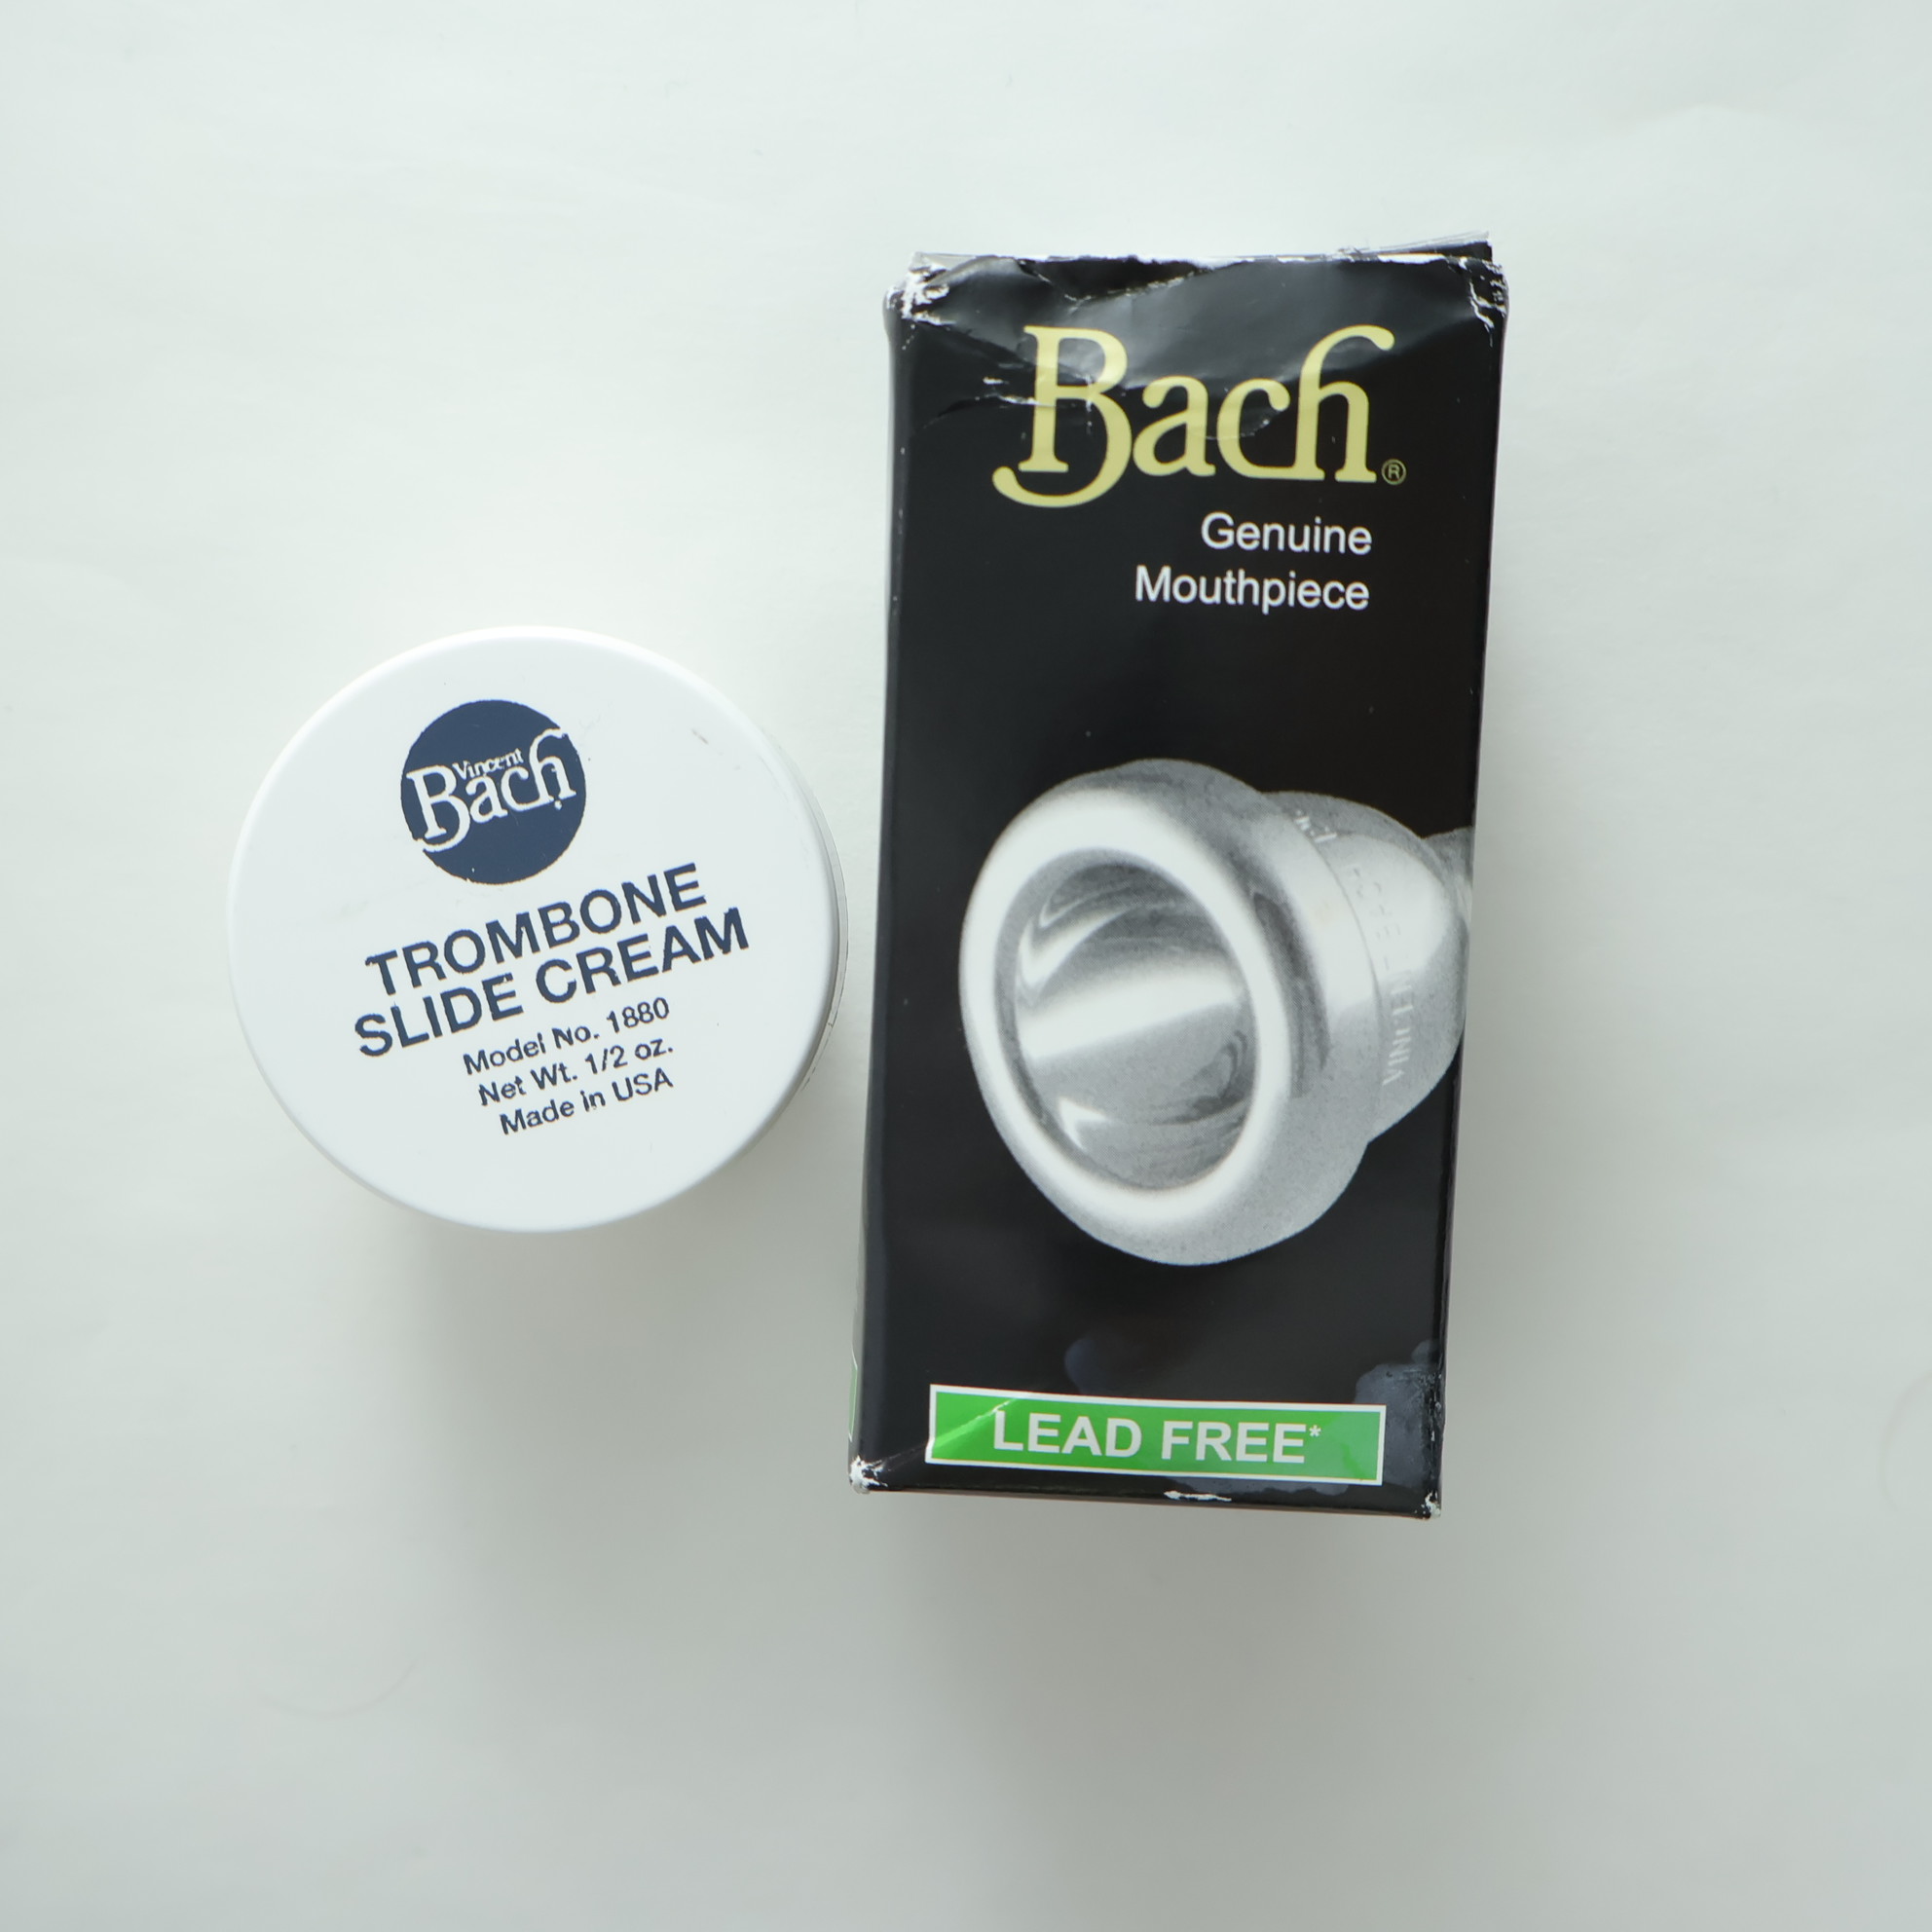 Vincent
Bach
TROMBONE
SLIDE CREAM
Model No. 1880
Net Wt. 1/2 oz.
Made in USA
Bach®
Genuine
Mouthpiece
LEAD FREE*